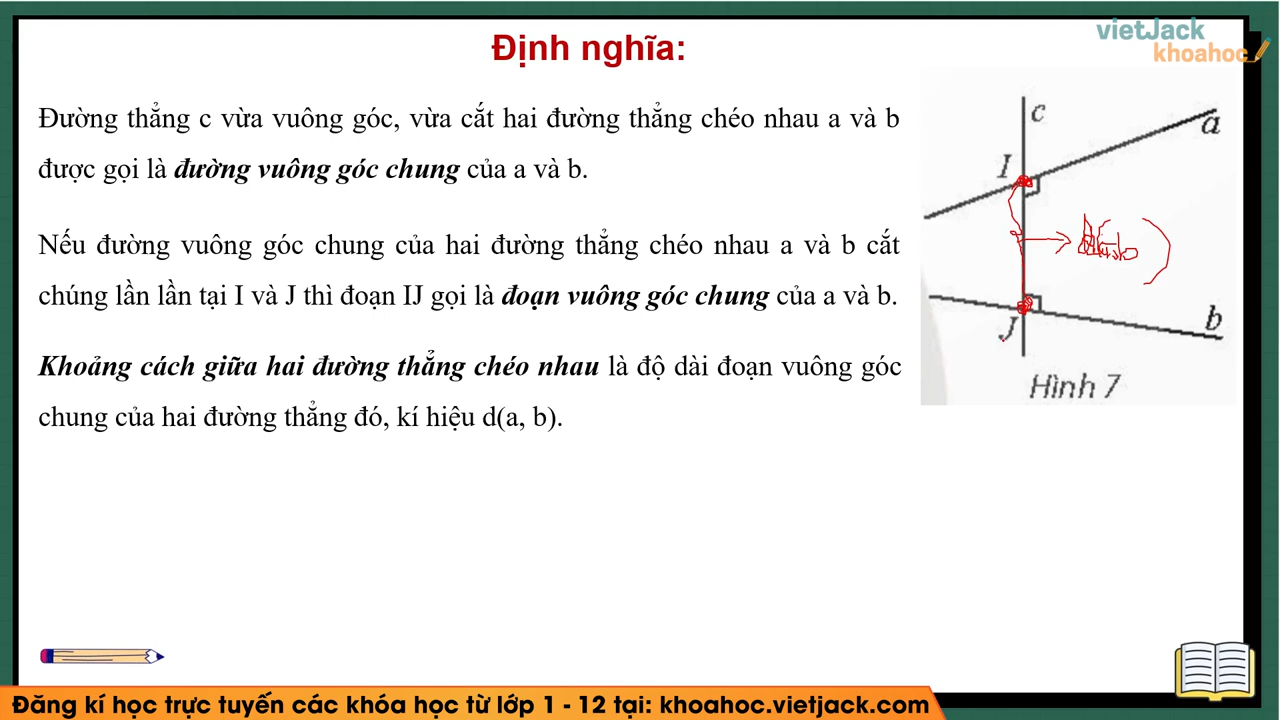 vietJack
khoahoc
Định nghĩa:
Đường thẳng c vừa vuông góc, vừa cắt hai đường thẳng chéo nhau a và b
được gọi là đường vuông góc chung của a và b.
Nếu đường vuông góc chung của hai đường thẳng chéo nhau a và b cắt
chúng lần lần tại I và J thì đoạn IJ gọi là đoạn vuông góc chung của a và b.
Khoảng cách giữa hai đường thẳng chéo nhau là độ dài đoạn vuông góc
chung của hai đường thẳng đó, kí hiệu d(a, b).
c
a
I
J
b
Hình 7
Đăng kí học trực tuyến các khóa học từ lớp 1 - 12 tại: khoahoc.vietjack.com